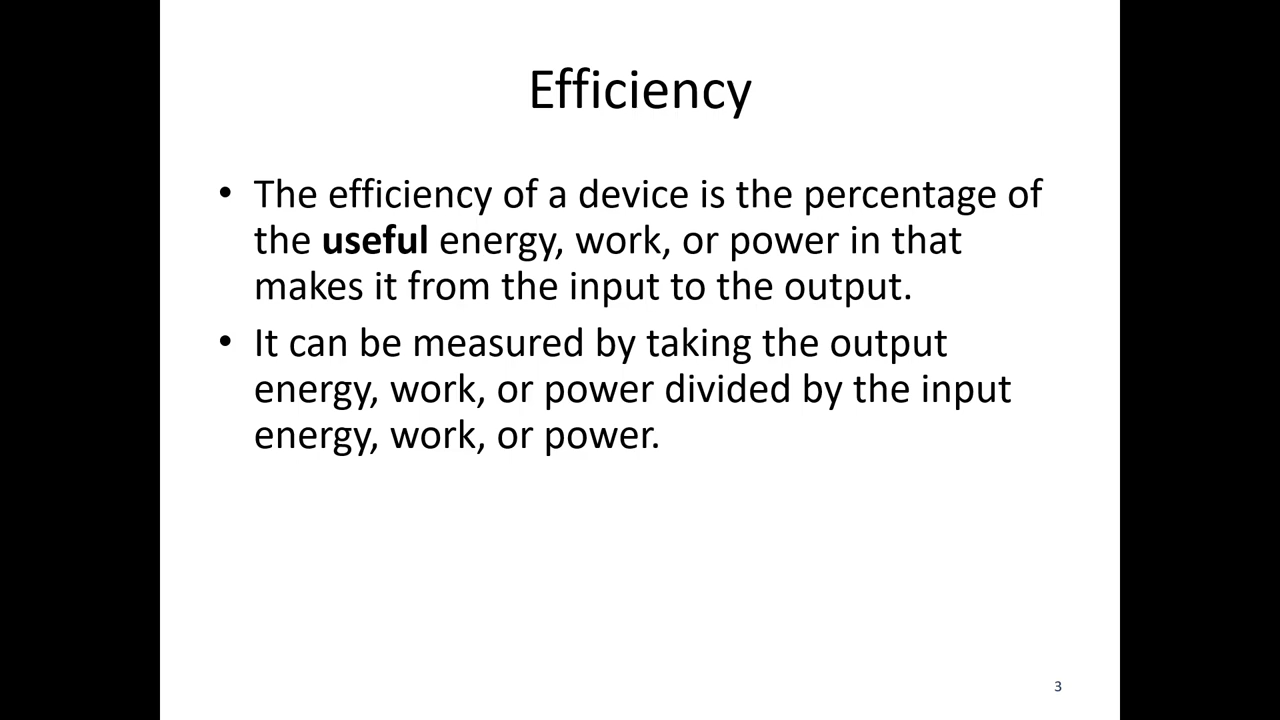 Efficiency
• The efficiency of a device is the percentage of
the useful energy, work, or power in that
makes it from the input to the output.
• It can be measured by taking the output
energy, work, or power divided by the input
energy, work, or power.
3